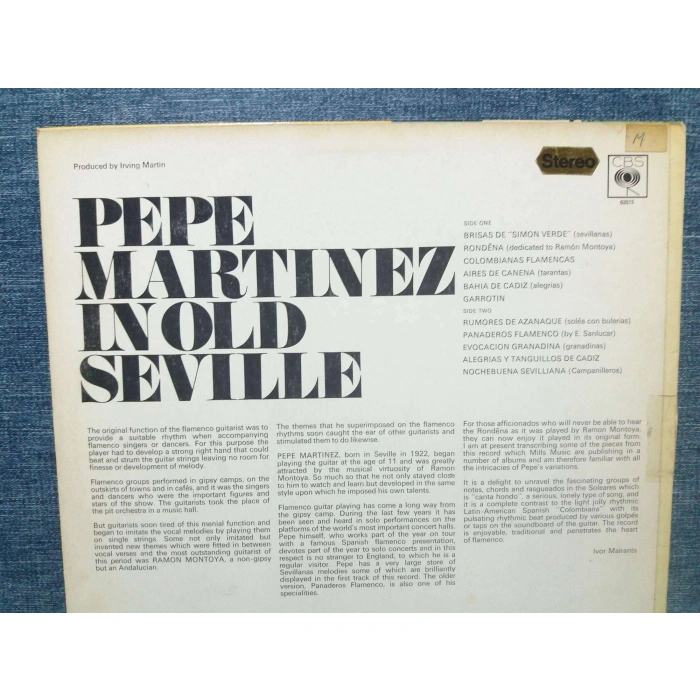 M
Stereo
CBS
Produced by Irving Martin
PEPE
MARTINEZ
IN OLD
SEVILLE
SIDE ONE
BRISAS DE "SIMON VERDE" (sevillanas)
RONDĒNA (dedicated to Ramón Montoya)
COLOMBIANAS FLAMENCAS
AIRES DE CANENA (tarantas)
BAHIA DE CADIZ (alegrias)
GARROTIN
SIDE TWO
RUMORES DE AZANAQUE (soléa con bulerias)
PANADEROS FLAMENCO (by E. Sanlucar)
EVOCACION GRANADINA (granadinas)
ALEGRIAS Y TANGUILLOS DE CADIZ
NOCHEBUENA SEVILLIANA (Campanilleros)
The original function of the flamenco guitarist was to
provide a suitable rhythm when accompanying
flamenco singers or dancers. For this purpose the
player had to develop a strong right hand that could
beat and drum the guitar strings leaving no room for
finesse or development of melody.
Flamenco groups performed in gipsy camps, on the
outskirts of towns and in cafés, and it was the singers
and dancers who were the important figures and
stars of the show. The guitarists took the place of
the pit orchestra in a music hall.
But guitarists soon tired of this menial function and
began to imitate the vocal melodies by playing them
on single strings. Some not only imitated but
invented new themes which were fitted in between
vocal verses and the most outstanding guitarist of
this period was RAMON MONTOYA, a non-gipsy
but an Andalucian.
The themes that he superimposed on the flamenco
rhythms soon caught the ear of other guitarists and
stimulated them to do likewise.
PEPE MARTINEZ, born in Seville in 1922, began
playing the guitar at the age of 11 and was greatly
attracted by the musical virtuosity of Ramon
Montoya. So much so that he not only stayed close
to him to watch and learn but developed in the same
style upon which he imposed his own talents.
Flamenco guitar playing has come a long way from
the gipsy camp. During the last few years it has
been seen and heard in solo performances on the
platforms of the world's most important concert halls.
Pepe himself, who works part of the year on tour
with a famous Spanish flamenco presentation,
devotes part of the year to solo concerts and in this
respect is no stranger to England, to which he is a
regular visitor. Pepe has a very large store of
Sevillanas melodies some of which are brilliantly
displayed in the first track of this record. The older
version, Panaderos Flamenco, is also one of his
specialities.
For those afficionados who will never be able to hear
the Rondēna as it was played by Ramon Montoya,
they can now enjoy it played in its original form.
I am at present transcribing some of the pieces from
this record which Mills Music are publishing in a
number of albums and am therefore familiar with all
the intricacies of Pepe's variations.
It is a delight to unravel the fascinating groups of
notes, chords and rasgueados in the Soleares which
is "canta hondo", a serious, lonely type of song, and
it is a complete contrast to the light jolly rhythmic
Latin-American Spanish "Colombiana" with its
pulsating rhythmic beat produced by various golpés
or taps on the soundboard of the guitar. The record
is enjoyable, traditional and penetrates the heart
of flamenco.
Ivor Mairants